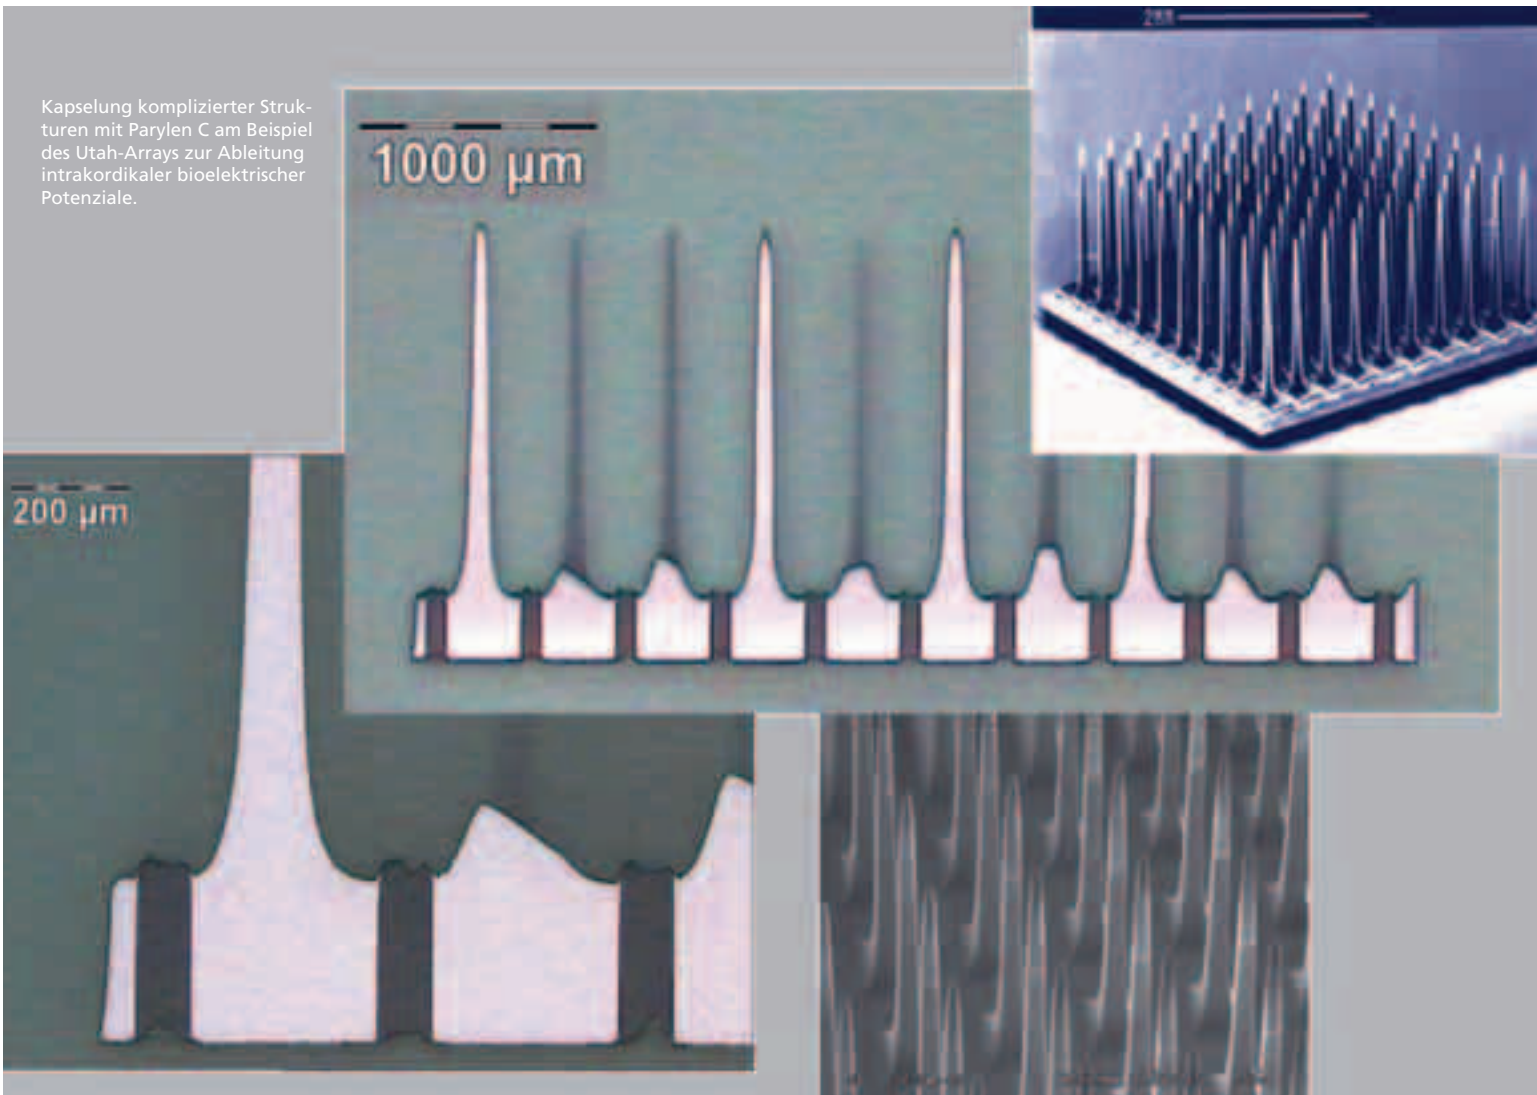 Kapselung komplizierter Struk-
turen mit Parylen C am Beispiel
des Utah-Arrays zur Ableitung
intrakordikaler bioelektrischer
Potenziale.
1000 µm
200 µm